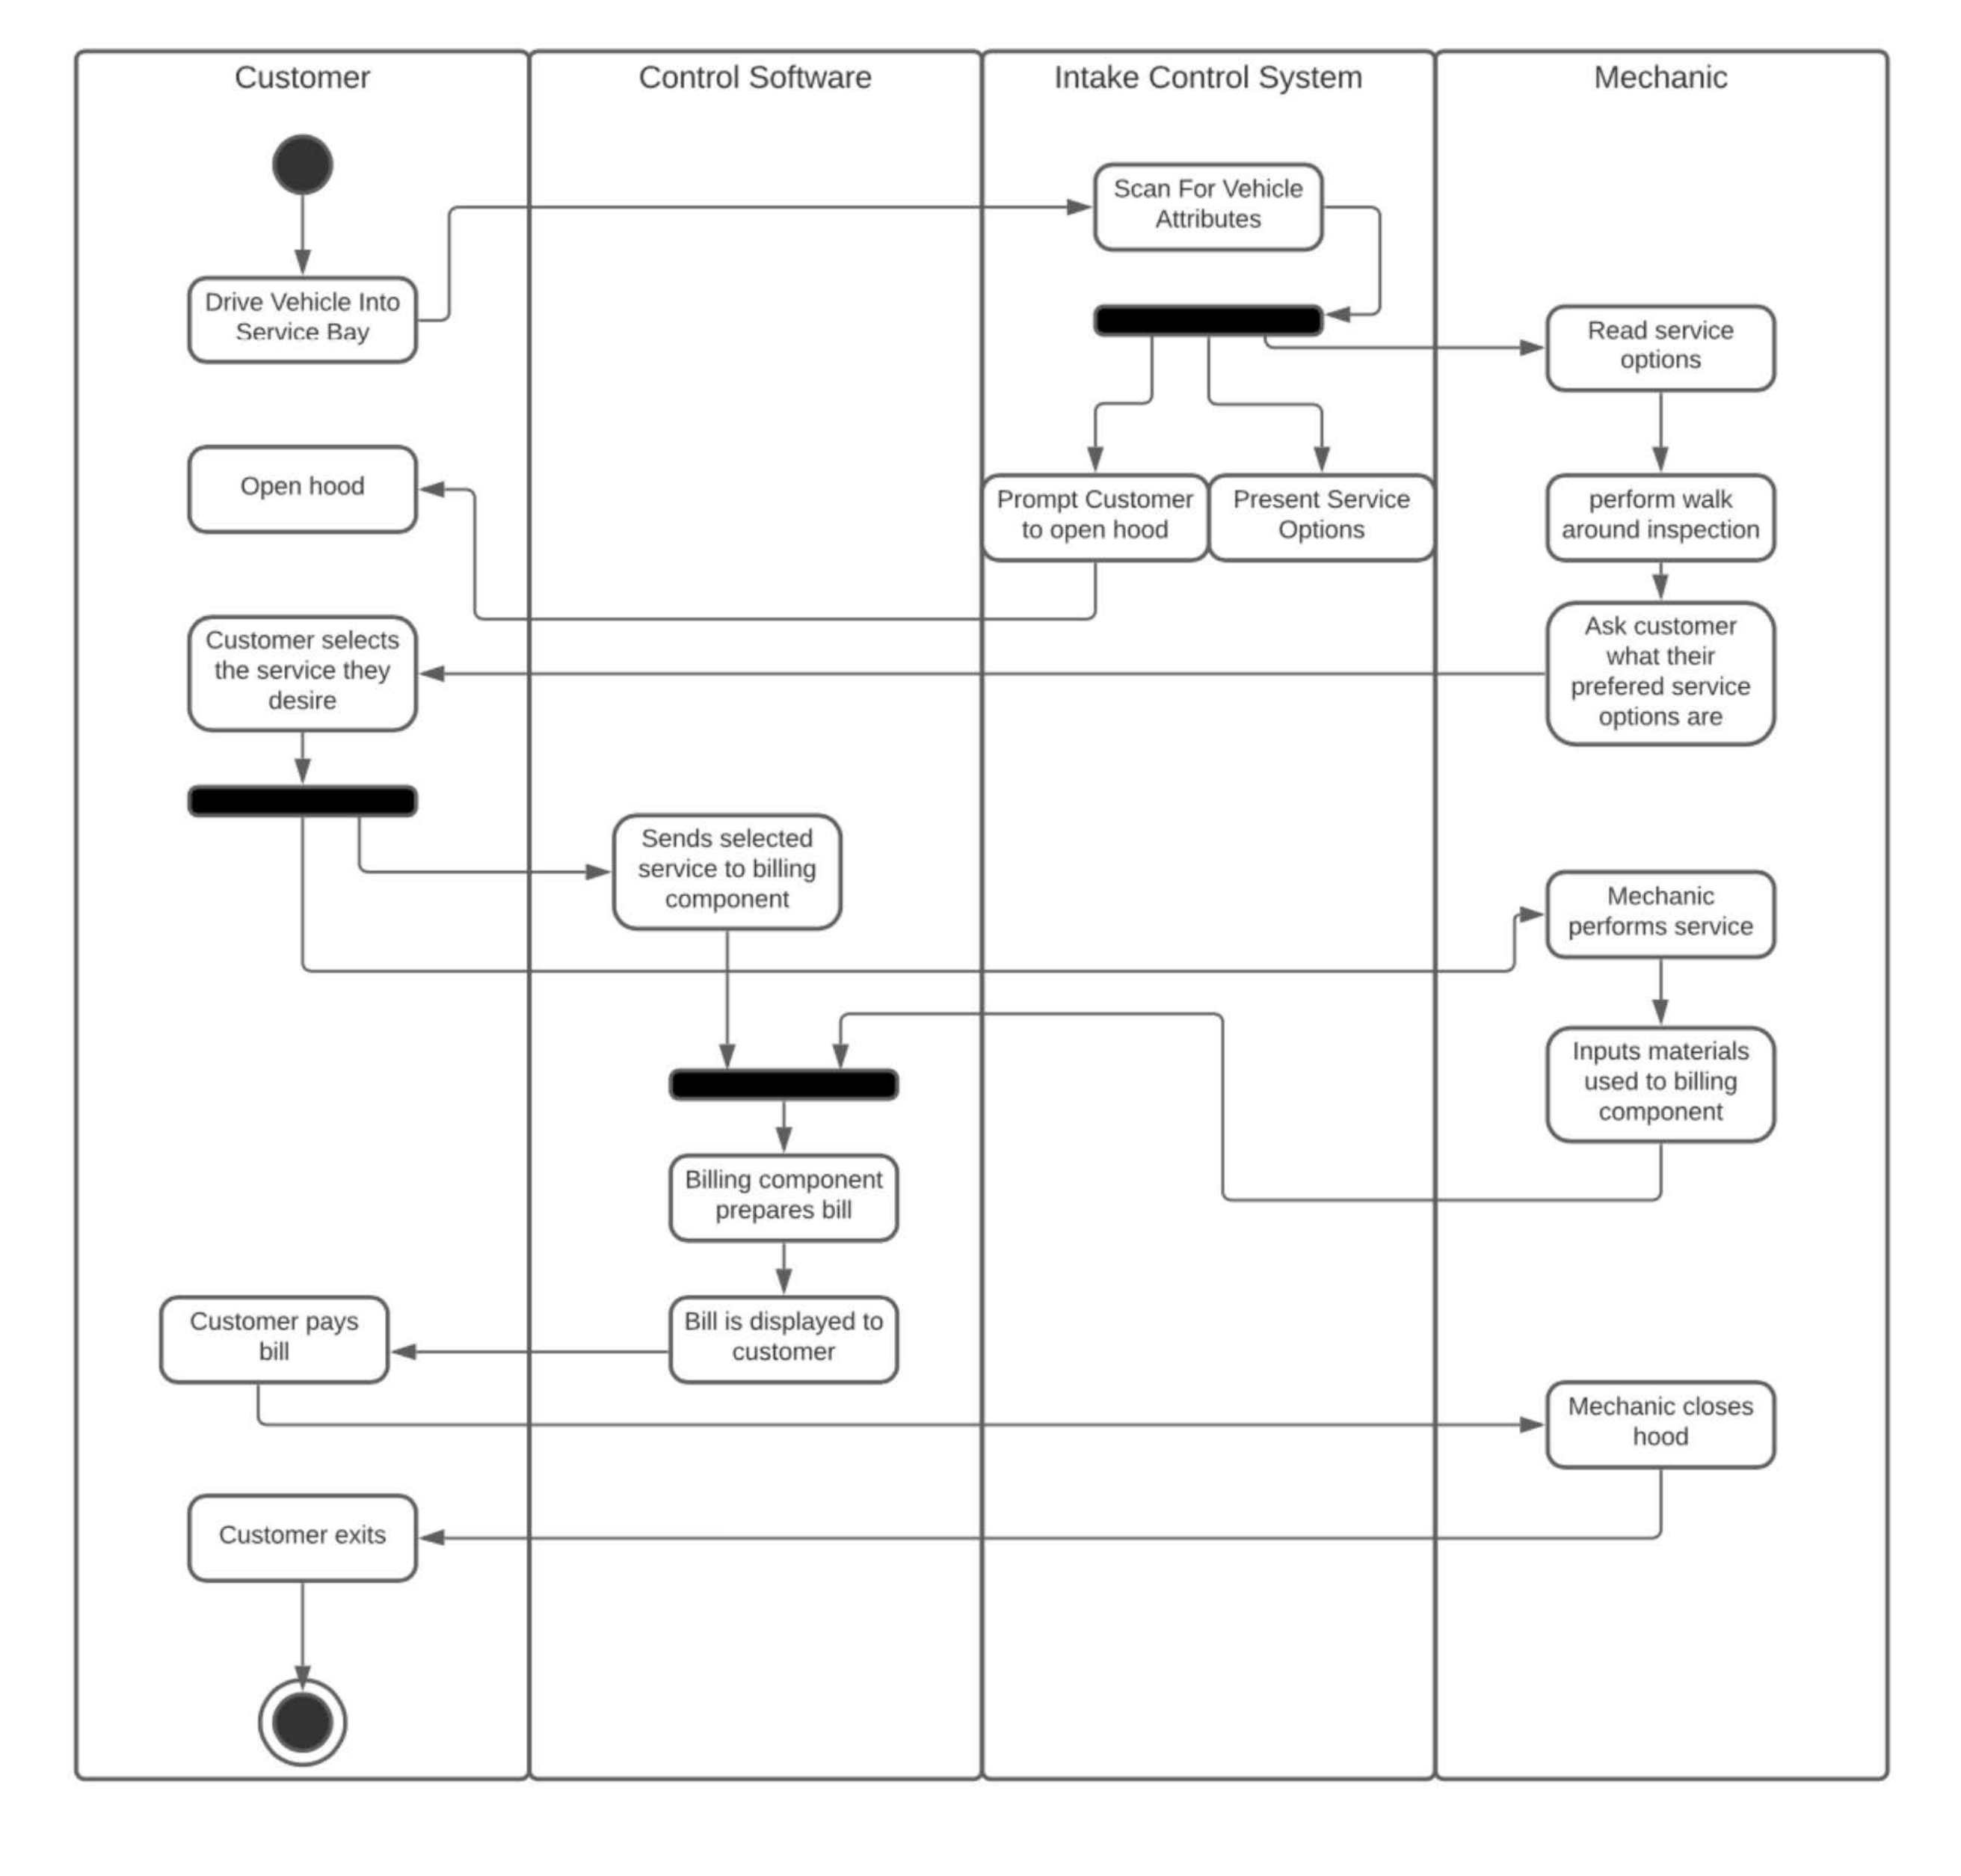 Customer
Control Software
Intake Control System
Mechanic
Scan For Vehicle
Attributes
Drive Vehicle Into
Service Bay
Read service
options
Open hood
Prompt Customer
to open hood
Present Service
Options
perform walk
around inspection
Customer selects
the service they
desire
Ask customer
what their
prefered service
options are
Sends selected
service to billing
component
Mechanic
performs service
Inputs materials
used to billing
component
Billing component
prepares bill
Customer pays
bill
Bill is displayed to
customer
Mechanic closes
hood
Customer exits